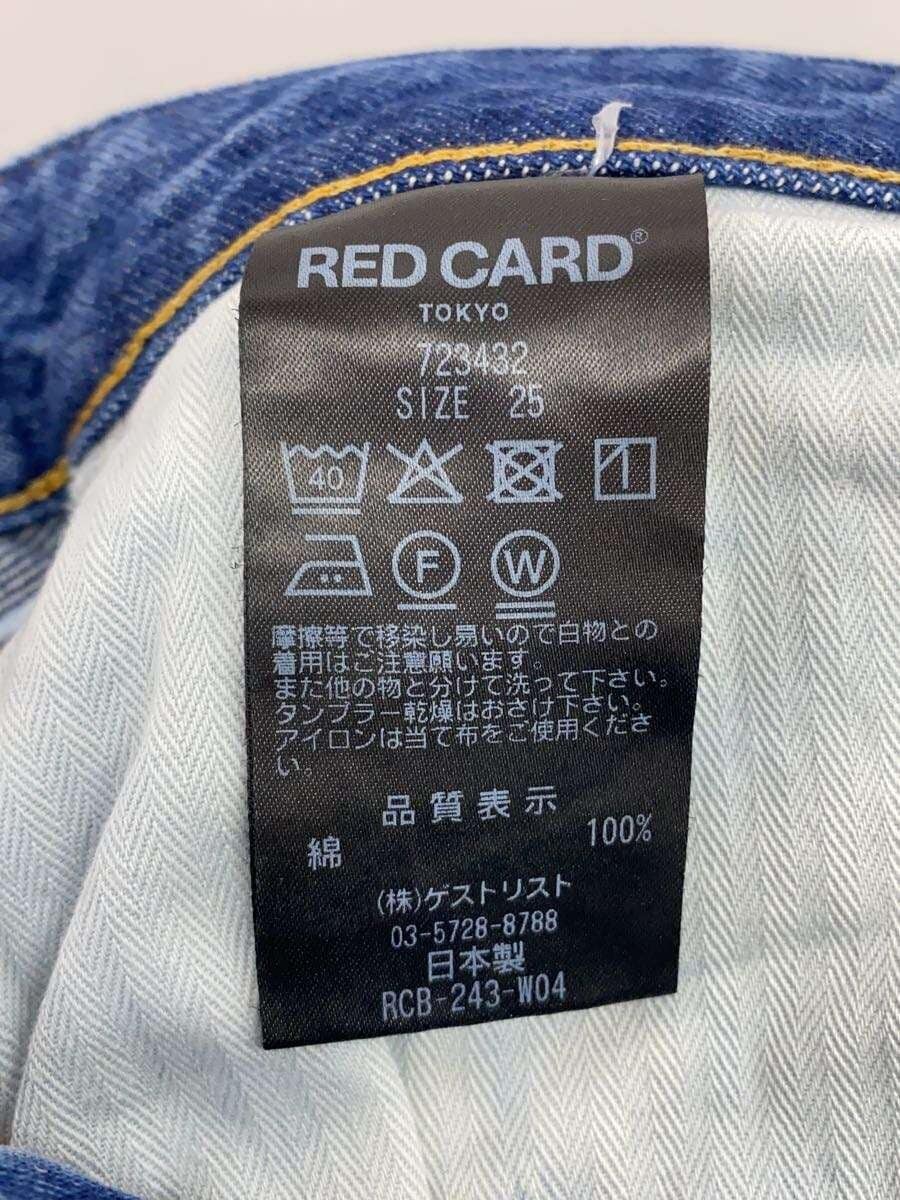 RED CARD®
TOKYO
723432
SIZE 25
40
F W
摩擦等で移染し易いので白物との
着用はご注意願います。
また他の物と分けて洗って下さい。
タンブラー乾燥はおさけ下さい。
アイロンは当て布をご使用くださ
い。
品質表示
綿 100%
(株)ゲストリスト
03-5728-8788
日本製
RCB-243-W04